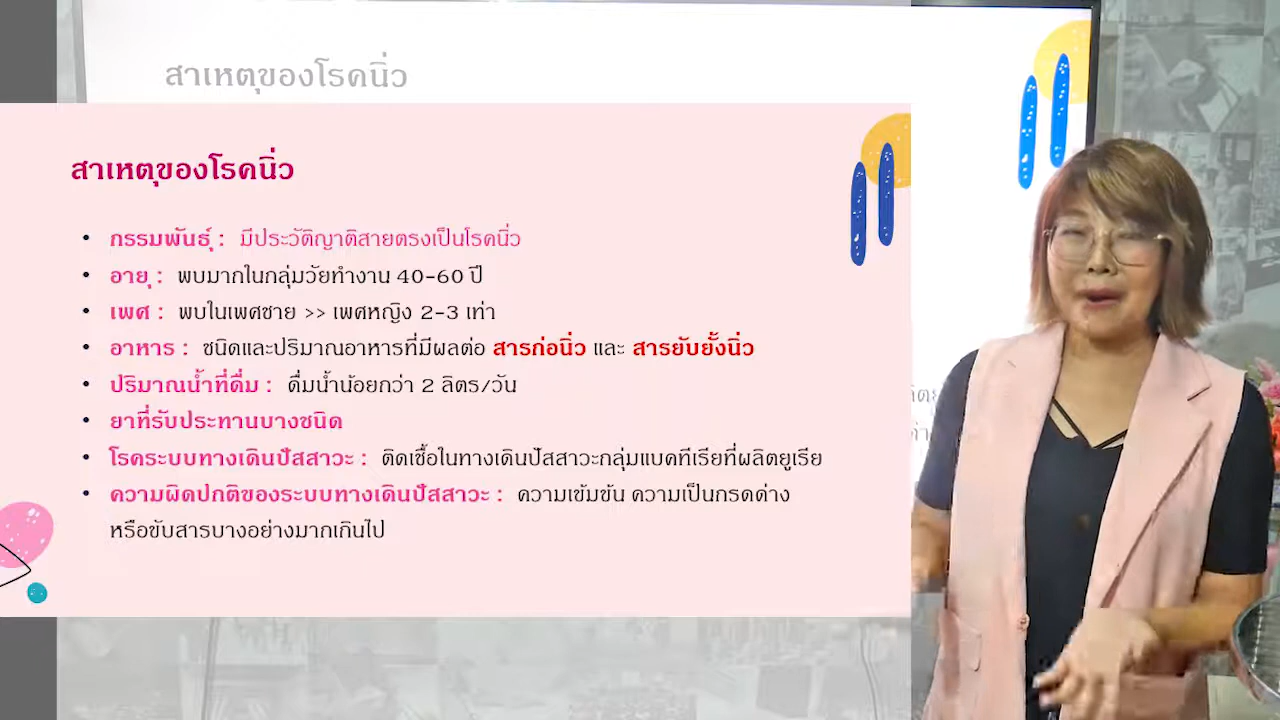 สาเหตุของโรคนิ่ว
สาเหตุของโรคนิ่ว
• กรรมพันธุ์ : มีประวัติญาติสายตรงเป็นโรคนิ่ว
• อายุ : พบมากในกลุ่มวัยทำงาน 40-60 ปี
• เพศ : พบในเพศชาย >> เพศหญิง 2-3 เท่า
• อาหาร : ชนิดและปริมาณอาหารที่มีผลต่อ สารก่อนิ่ว และ สารยับยั้งนิ่ว
• ปริมาณน้ำที่ดื่ม : ดื่มน้ำน้อยกว่า 2 ลิตร/วัน
• ยาที่รับประทานบางชนิด
• โรคระบบทางเดินปัสสาวะ : ติดเชื้อในทางเดินปัสสาวะกลุ่มแบคทีเรียที่ผลิตยูเรีย
• ความผิดปกติของระบบทางเดินปัสสาวะ : ความเข้มข้น ความเป็นกรดด่าง
หรือขับสารบางอย่างมากเกินไป